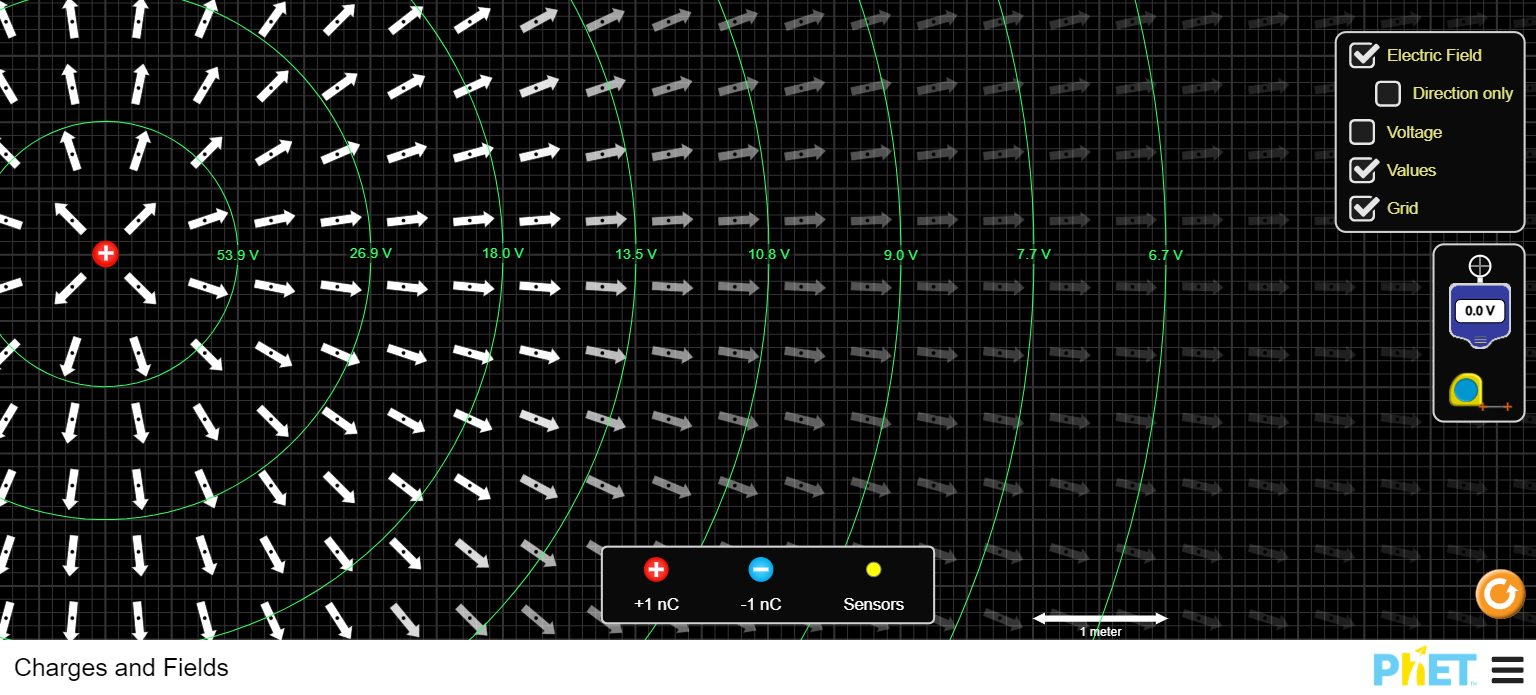 Electric Field
Direction only
Voltage
Values
Grid
53.9 V
26.9 V
18.0 V
13.5 V
10.8 V
9.0 V
7.7 V
6.7 V
0.0 V
+1 nC
-1 nC
Sensors
1 meter
Charges and Fields
PhET